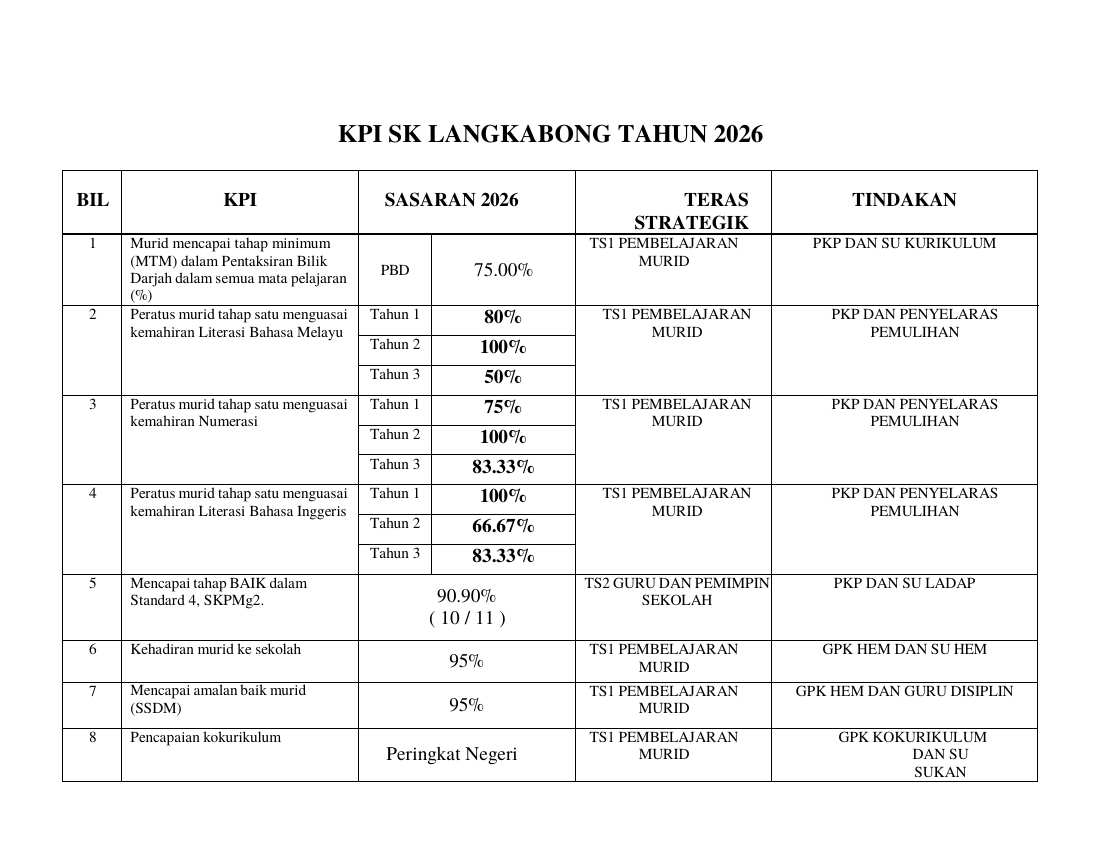 KPI SK LANGKABONG TAHUN 2026
BIL KPI SASARAN 2026 TERAS STRATEGIK TINDAKAN
1 Murid mencapai tahap minimum
(MTM) dalam Pentaksiran Bilik
Darjah dalam semua mata pelajaran
(%)
PBD 75.00%
TS1 PEMBELAJARAN
MURID
PKP DAN SU KURIKULUM
2 Peratus murid tahap satu menguasai
kemahiran Literasi Bahasa Melayu
Tahun 1 80%
Tahun 2 100%
Tahun 3 50%
TS1 PEMBELAJARAN
MURID
PKP DAN PENYELARAS
PEMULIHAN
3 Peratus murid tahap satu menguasai
kemahiran Numerasi
Tahun 1 75%
Tahun 2 100%
Tahun 3 83.33%
TS1 PEMBELAJARAN
MURID
PKP DAN PENYELARAS
PEMULIHAN
4 Peratus murid tahap satu menguasai
kemahiran Literasi Bahasa Inggeris
Tahun 1 100%
Tahun 2 66.67%
Tahun 3 83.33%
TS1 PEMBELAJARAN
MURID
PKP DAN PENYELARAS
PEMULIHAN
5 Mencapai tahap BAIK dalam
Standard 4, SKPMg2.
90.90%
( 10 / 11 )
TS2 GURU DAN PEMIMPIN
SEKOLAH
PKP DAN SU LADAP
6 Kehadiran murid ke sekolah
95%
TS1 PEMBELAJARAN
MURID
GPK HEM DAN SU HEM
7 Mencapai amalan baik murid
(SSDM)
95%
TS1 PEMBELAJARAN
MURID
GPK HEM DAN GURU DISIPLIN
8 Pencapaian kokurikulum
Peringkat Negeri
TS1 PEMBELAJARAN
MURID
GPK KOKURIKULUM
DAN SU
SUKAN